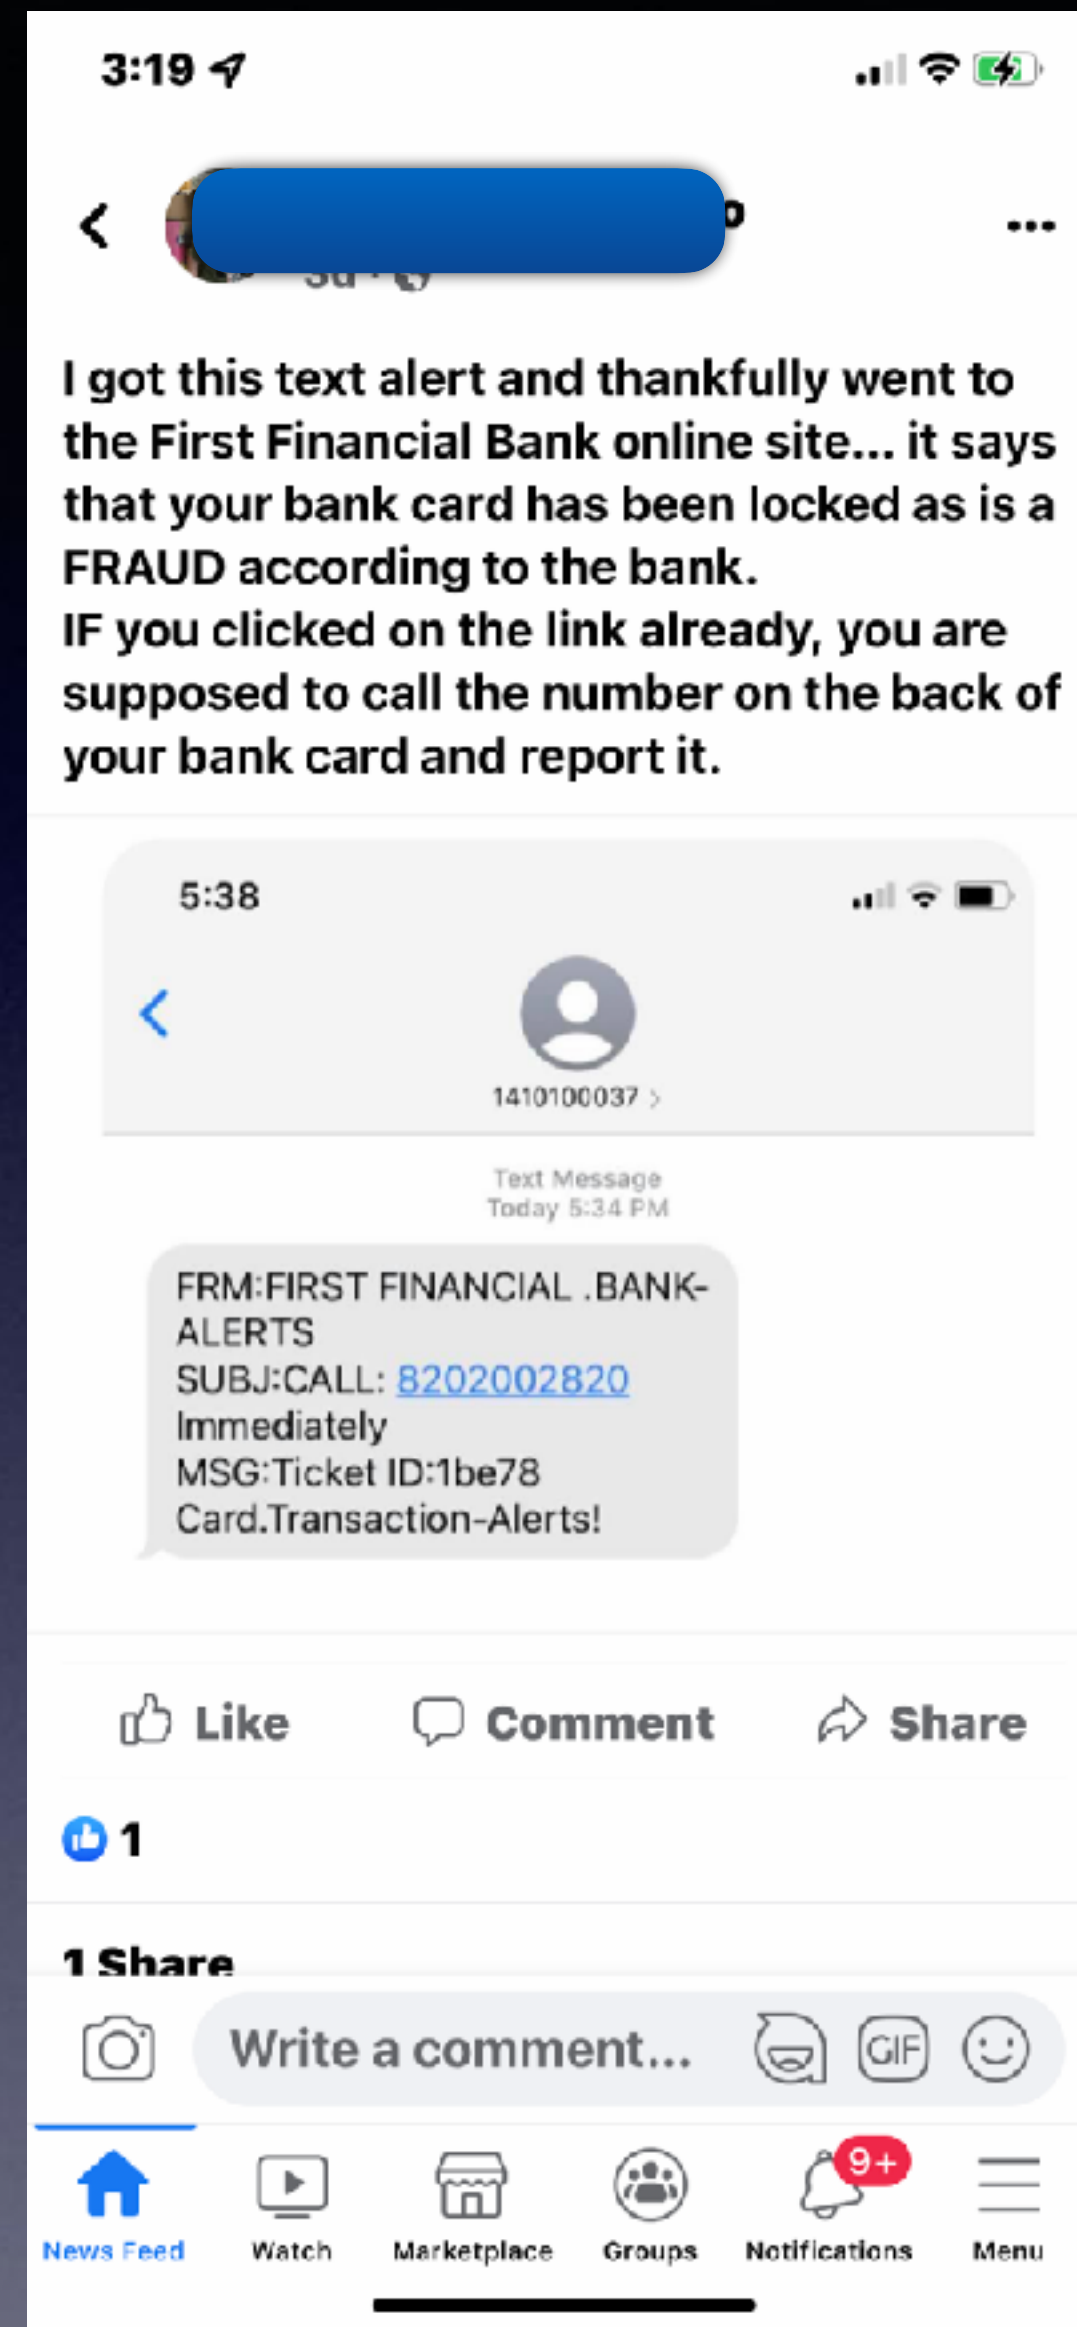 3:19
I got this text alert and thankfully went to
the First Financial Bank online site... it says
that your bank card has been locked as is a
FRAUD according to the bank.
IF you clicked on the link already, you are
supposed to call the number on the back of
your bank card and report it.
5:38
1410100037
Text Message
Today 5:34 PM
FRM:FIRST FINANCIAL .BANK-
ALERTS
SUBJ:CALL: 8202002820
Immediately
MSG:Ticket ID:1be78
Card.Transaction-Alerts!
Like Comment Share
1
1 Share
Write a comment... GIF
9+
News Feed Watch Marketplace Groups Notifications Menu